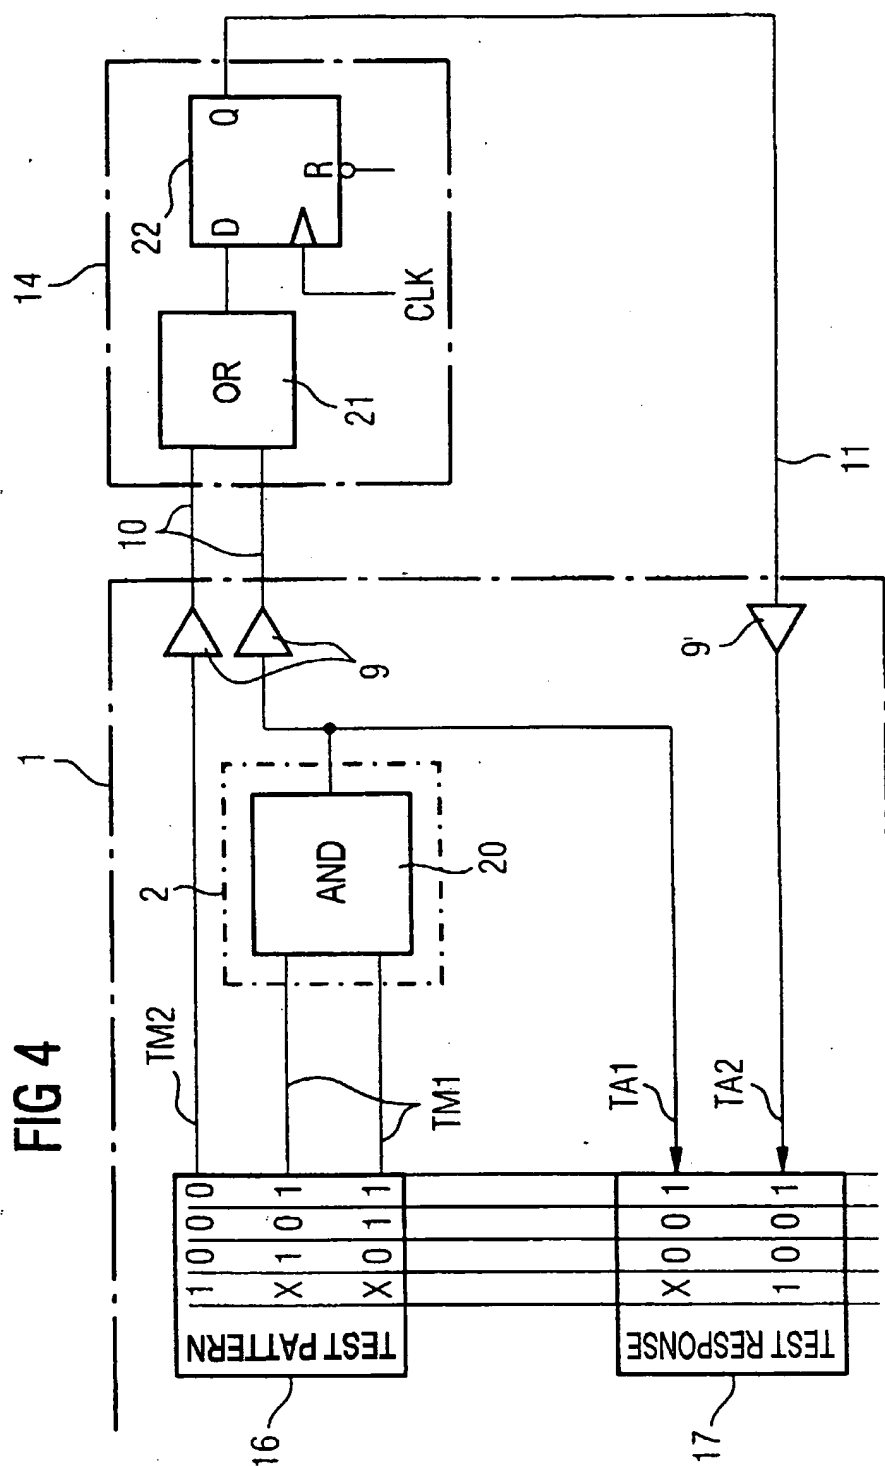 FIG 4
1
14
16
TEST PATTERN
1 0 0 0
X 1 0 1
X 0 1 1
TM2
TM1
2
AND
20
9
10
OR
21
22
D
Q
R
CLK
17
TEST RESPONSE
X 0 0 1
1 0 0 1
TA1
TA2
9'
11